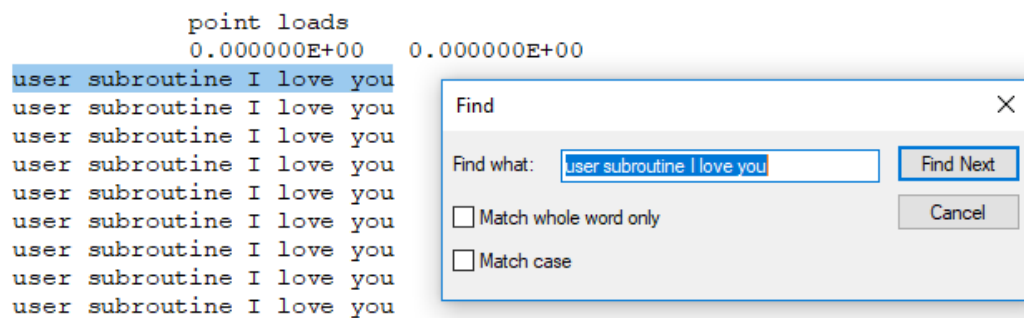 point loads
0.000000E+00 0.000000E+00
user subroutine I love you
user subroutine I love you
user subroutine I love you
user subroutine I love you
user subroutine I love you
user subroutine I love you
user subroutine I love you
user subroutine I love you
user subroutine I love you
Find
Find what: user subroutine I love you Find Next
Match whole word only Cancel
Match case